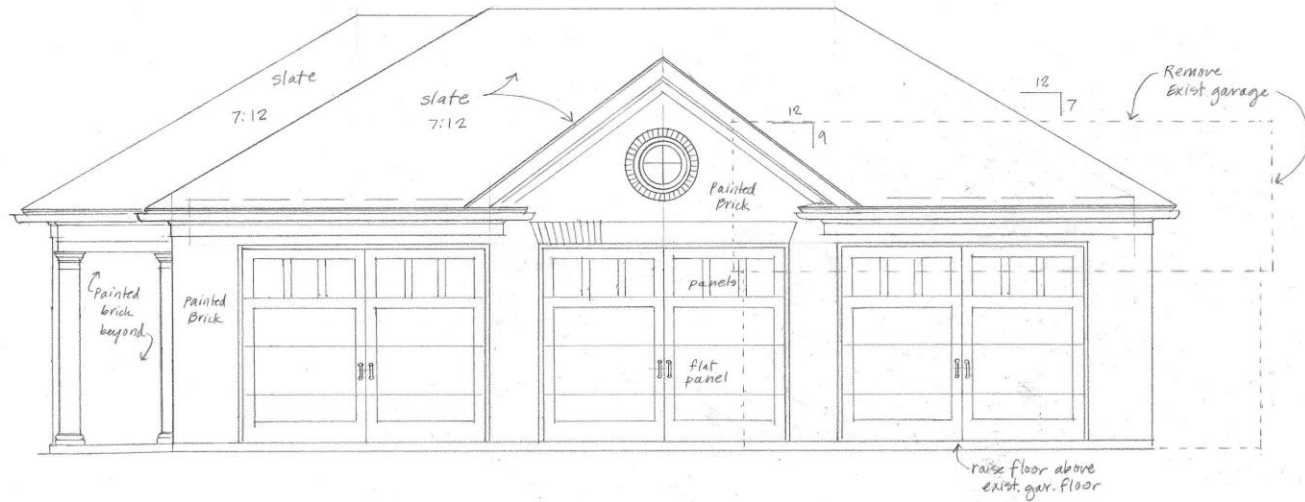 slate
7:12
slate
7:12
12
7
Remove
Exist garage
12
9
Painted
Brick
Painted
brick
beyond
Painted
Brick
panels
flat
panel
raise floor above
exist. gar. floor